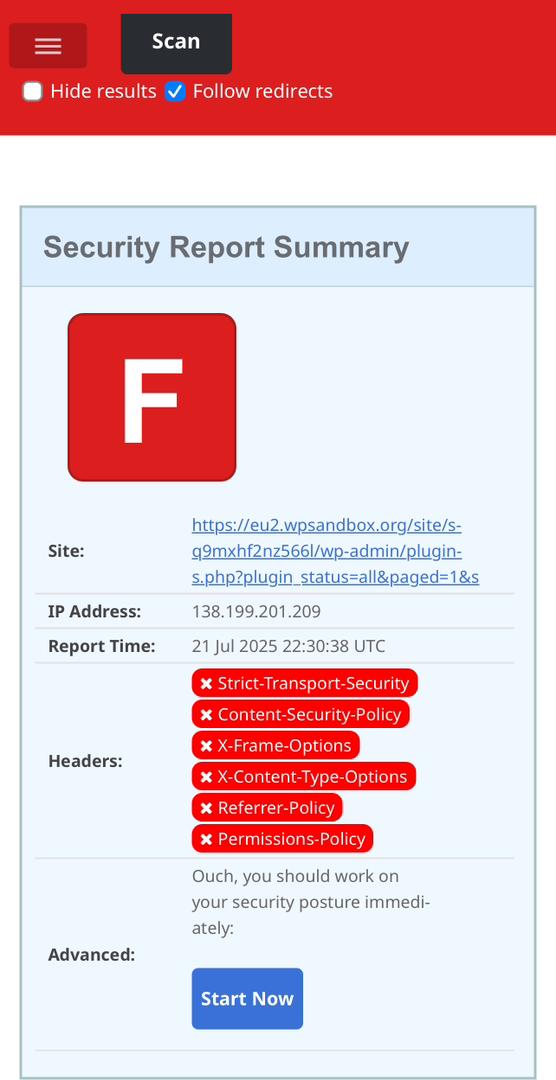 Scan
Hide results
Follow redirects
Security Report Summary
F
Site:
https://eu2.wpsandbox.org/site/s-
q9mxhf2nz566l/wp-admin/plugin-
s.php?plugin_status=all&paged=1&s
IP Address:
138.199.201.209
Report Time:
21 Jul 2025 22:30:38 UTC
Headers:
✖ Strict-Transport-Security
✖ Content-Security-Policy
✖ X-Frame-Options
✖ X-Content-Type-Options
✖ Referrer-Policy
✖ Permissions-Policy
Advanced:
Ouch, you should work on
your security posture immedi-
ately:
Start Now